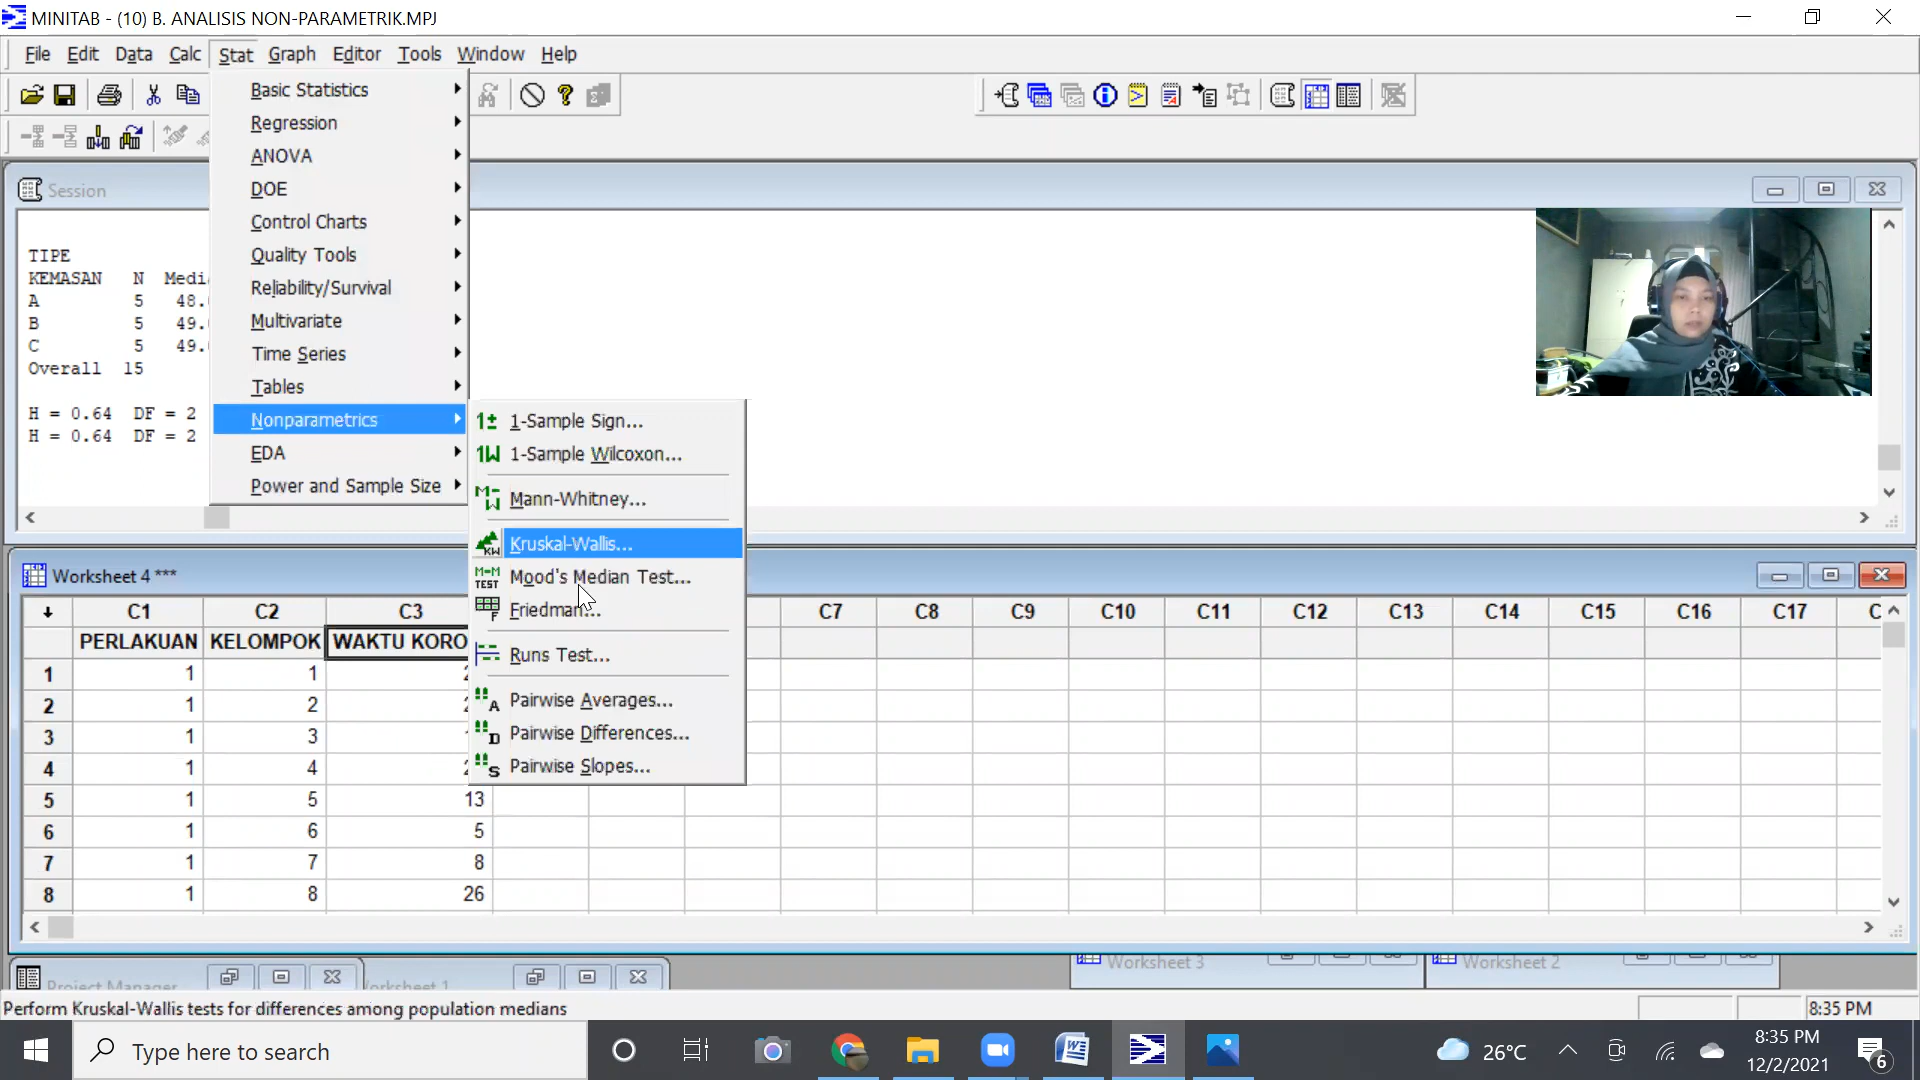 MINITAB - (10) B. ANALISIS NON-PARAMETRIK.MPJ
File Edit Data Calc Stat Graph Editor Tools Window Help
Basic Statistics
Regression
ANOVA
DOE
Control Charts
Quality Tools
Reliability/Survival
Multivariate
Time Series
Tables
Nonparametrics
EDA
Power and Sample Size
1-Sample Sign...
1-Sample Wilcoxon...
Mann-Whitney...
Kruskal-Wallis...
Mood's Median Test...
Friedman...
Runs Test...
Pairwise Averages...
Pairwise Differences...
Pairwise Slopes...
Session
TIPE
KEMASAN N
A 5 48.
B 5 49.
C 5 49.
Overall 15
H = 0.64 DF = 2
H = 0.64 DF = 2
Worksheet 4 ***
C1 C2 C3 C7 C8 C9 C10 C11 C12 C13 C14 C15 C16 C17
PERLAKUAN KELOMPOK WAKTU
1 1 1
2 1 2
3 1 3
4 1 4
5 1 5 13
6 1 6 5
7 1 7 8
8 1 8 26
Project Manager Worksheet 3 Worksheet 2
Perform Kruskal-Wallis tests for differences among population medians 8:35 PM
Type here to search
26°C
8:35 PM
12/2/2021
6